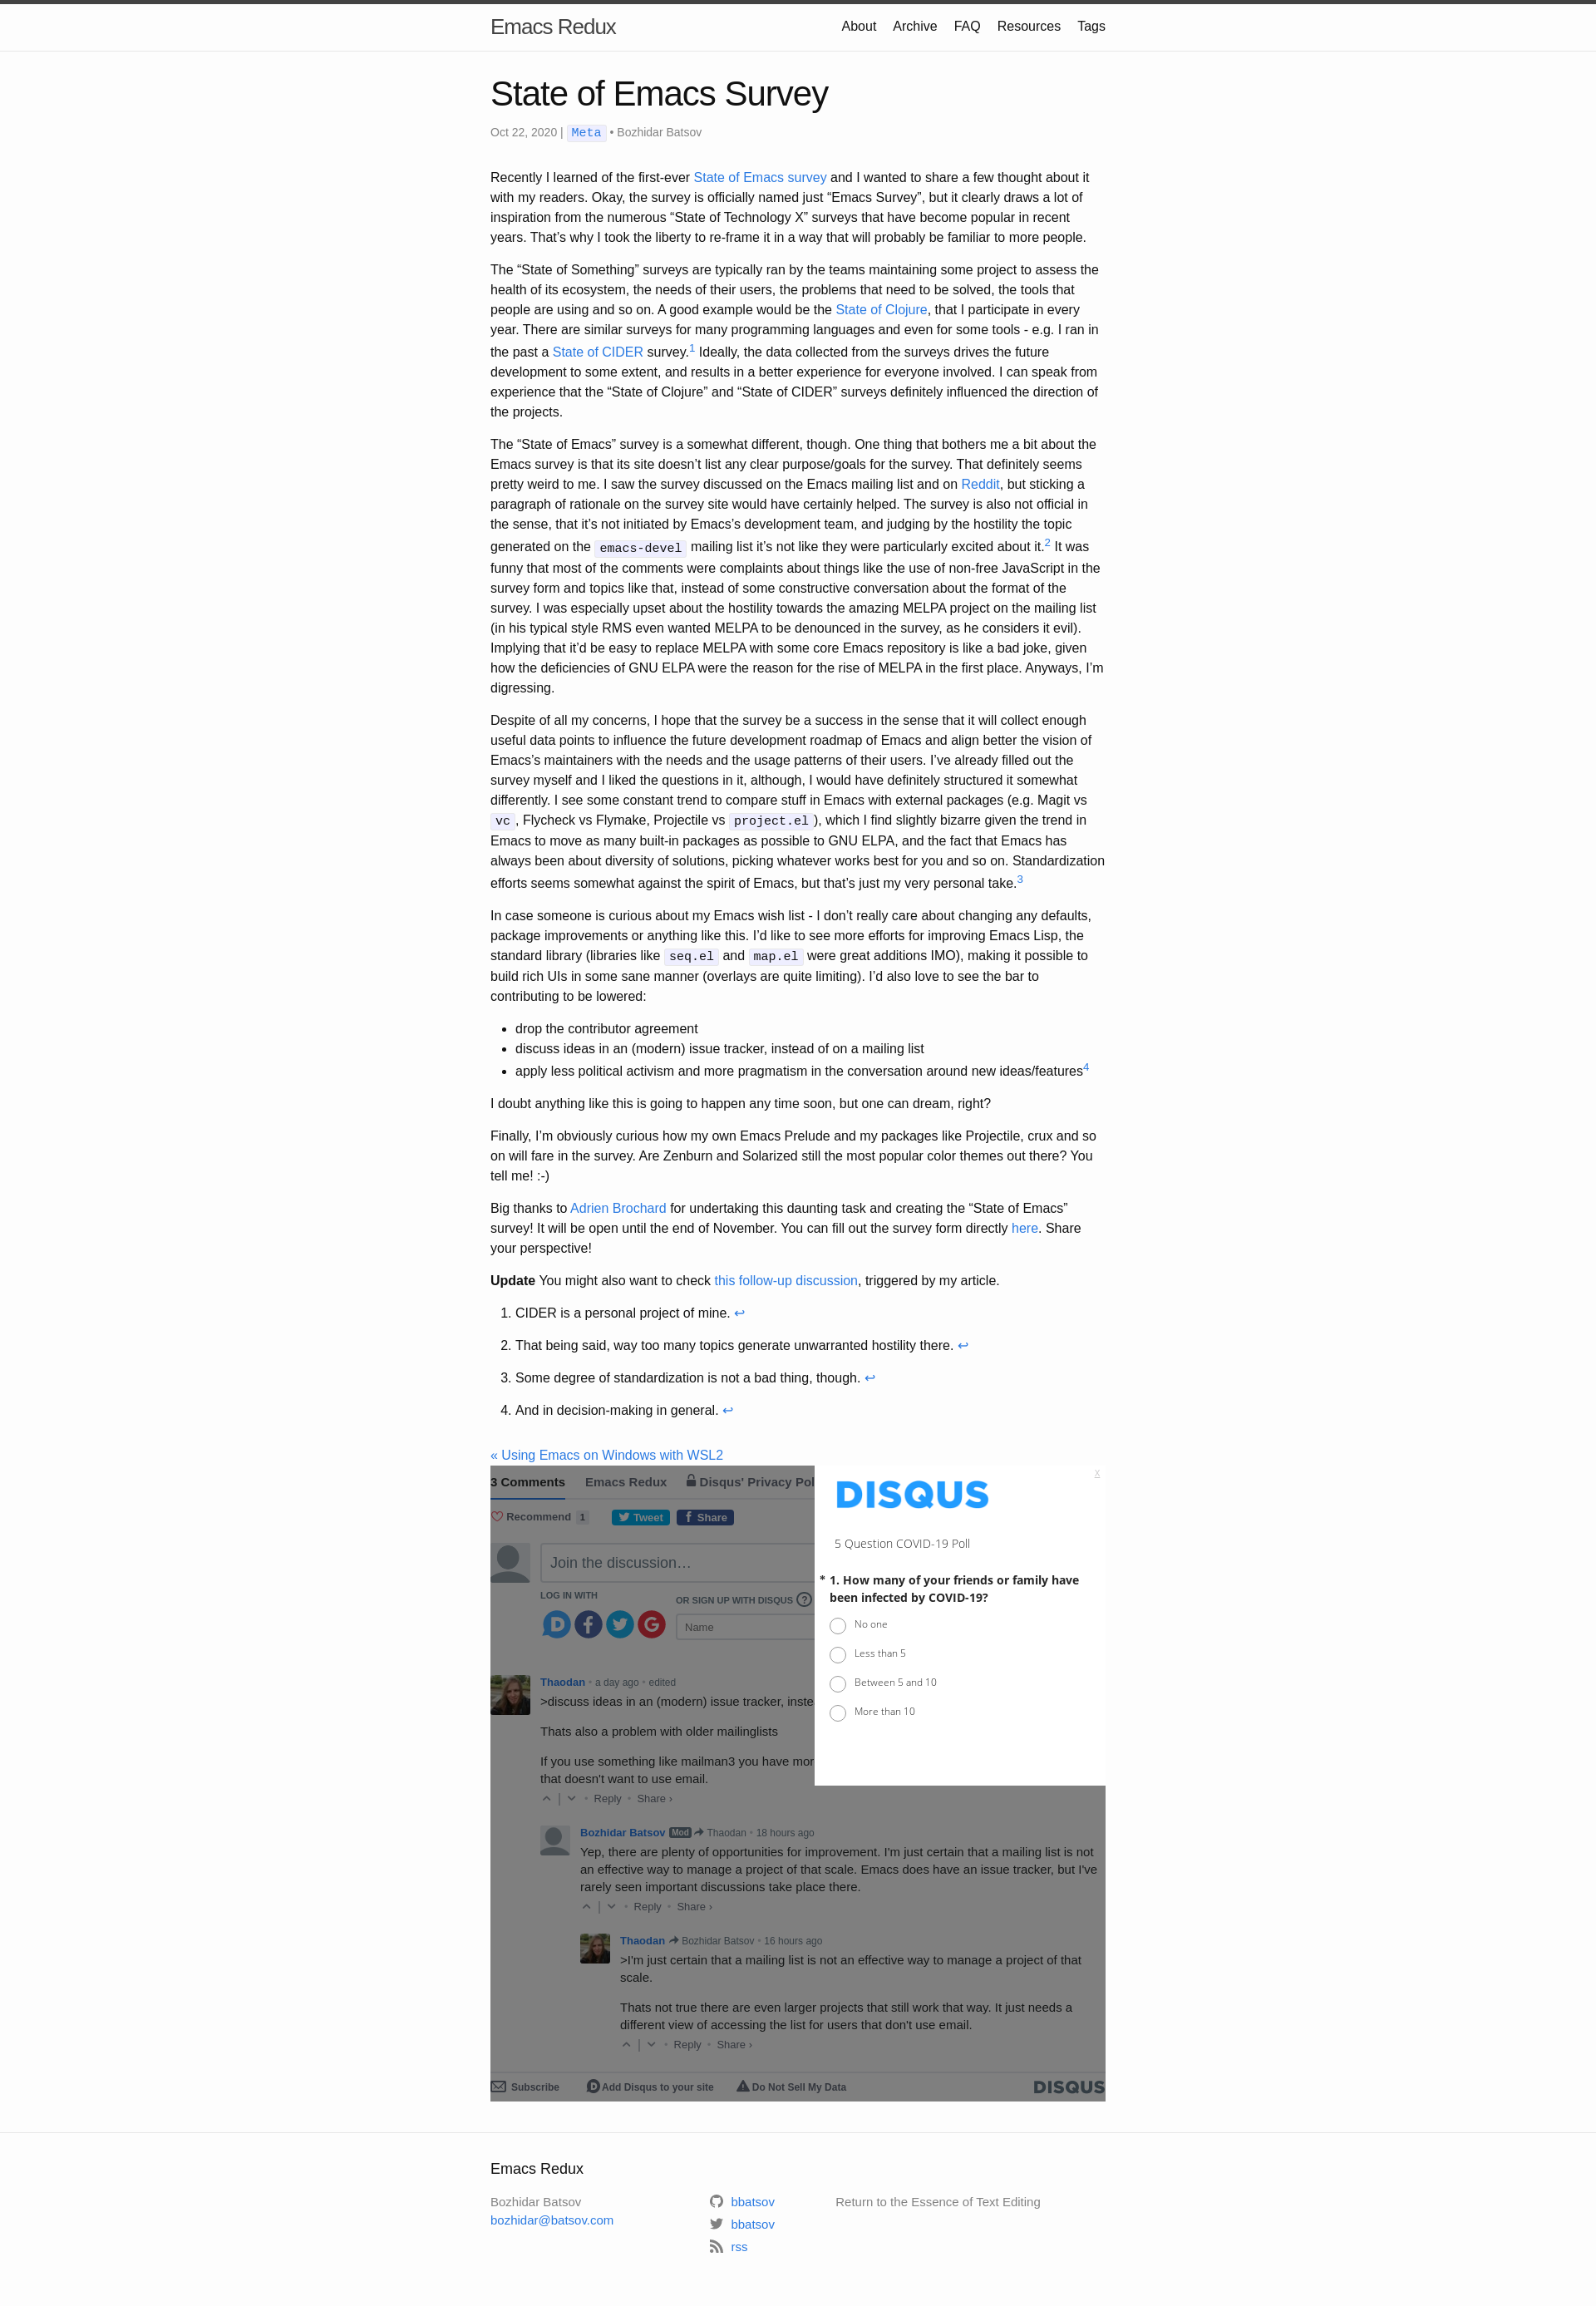 Emacs Redux
About Archive FAQ Resources Tags
State of Emacs Survey
Oct 22, 2020 | Meta • Bozhidar Batsov
Recently I learned of the first-ever State of Emacs survey and I wanted to share a few thought about it
with my readers. Okay, the survey is officially named just “Emacs Survey”, but it clearly draws a lot of
inspiration from the numerous “State of Technology X” surveys that have become popular in recent
years. That’s why I took the liberty to re-frame it in a way that will probably be familiar to more people.
The “State of Something” surveys are typically ran by the teams maintaining some project to assess the
health of its ecosystem, the needs of their users, the problems that need to be solved, the tools that
people are using and so on. A good example would be the State of Clojure, that I participate in every
year. There are similar surveys for many programming languages and even for some tools - e.g. I ran in
the past a State of CIDER survey.1 Ideally, the data collected from the surveys drives the future
development to some extent, and results in a better experience for everyone involved. I can speak from
experience that the “State of Clojure” and “State of CIDER” surveys definitely influenced the direction of
the projects.
The “State of Emacs” survey is a somewhat different, though. One thing that bothers me a bit about the
Emacs survey is that its site doesn’t list any clear purpose/goals for the survey. That definitely seems
pretty weird to me. I saw the survey discussed on the Emacs mailing list and on Reddit, but sticking a
paragraph of rationale on the survey site would have certainly helped. The survey is also not official in
the sense, that it’s not initiated by Emacs’s development team, and judging by the hostility the topic
generated on the emacs-devel mailing list it’s not like they were particularly excited about it.2 It was
funny that most of the comments were complaints about things like the use of non-free JavaScript in the
survey form and topics like that, instead of some constructive conversation about the format of the
survey. I was especially upset about the hostility towards the amazing MELPA project on the mailing list
(in his typical style RMS even wanted MELPA to be denounced in the survey, as he considers it evil).
Implying that it’d be easy to replace MELPA with some core Emacs repository is like a bad joke, given
how the deficiencies of GNU ELPA were the reason for the rise of MELPA in the first place. Anyways, I’m
digressing.
Despite of all my concerns, I hope that the survey be a success in the sense that it will collect enough
useful data points to influence the future development roadmap of Emacs and align better the vision of
Emacs’s maintainers with the needs and the usage patterns of their users. I’ve already filled out the
survey myself and I liked the questions in it, although, I would have definitely structured it somewhat
differently. I see some constant trend to compare stuff in Emacs with external packages (e.g. Magit vs
vc, Flycheck vs Flymake, Projectile vs project.el), which I find slightly bizarre given the trend in
Emacs to move as many built-in packages as possible to GNU ELPA, and the fact that Emacs has
always been about diversity of solutions, picking whatever works best for you and so on. Standardization
efforts seems somewhat against the spirit of Emacs, but that’s just my very personal take.3
In case someone is curious about my Emacs wish list - I don’t really care about changing any defaults,
package improvements or anything like this. I’d like to see more efforts for improving Emacs Lisp, the
standard library (libraries like seq.el and map.el were great additions IMO), making it possible to
build rich UIs in some sane manner (overlays are quite limiting). I’d also love to see the bar to
contributing to be lowered:
• drop the contributor agreement
• discuss ideas in an (modern) issue tracker, instead of on a mailing list
• apply less political activism and more pragmatism in the conversation around new ideas/features4
I doubt anything like this is going to happen any time soon, but one can dream, right?
Finally, I’m obviously curious how my own Emacs Prelude and my packages like Projectile, crux and so
on will fare in the survey. Are Zenburn and Solarized still the most popular color themes out there? You
tell me! :-)
Big thanks to Adrien Brochard for undertaking this daunting task and creating the “State of Emacs”
survey! It will be open until the end of November. You can fill out the survey form directly here. Share
your perspective!
Update You might also want to check this follow-up discussion, triggered by my article.
1. CIDER is a personal project of mine. ↩
2. That being said, way too many topics generate unwarranted hostility there. ↩
3. Some degree of standardization is not a bad thing, though. ↩
4. And in decision-making in general. ↩
« Using Emacs on Windows with WSL2
3 Comments Emacs Redux Disqus' Privacy Pol
Recommend 1 Tweet Share
Join the discussion…
LOG IN WITH
OR SIGN UP WITH DISQUS ?
Name
x
DISQUS
5 Question COVID-19 Poll
* 1. How many of your friends or family have
been infected by COVID-19?
No one
Less than 5
Between 5 and 10
More than 10
Thaodan • a day ago • edited
>discuss ideas in an (modern) issue tracker, inste
Thats also a problem with older mailinglists
If you use something like mailman3 you have mor
that doesn't want to use email.
Reply • Share ›
Bozhidar Batsov Mod Thaodan • 18 hours ago
Yep, there are plenty of opportunities for improvement. I'm just certain that a mailing list is not
an effective way to manage a project of that scale. Emacs does have an issue tracker, but I've
rarely seen important discussions take place there.
Reply • Share ›
Thaodan Bozhidar Batsov • 16 hours ago
>I'm just certain that a mailing list is not an effective way to manage a project of that
scale.
Thats not true there are even larger projects that still work that way. It just needs a
different view of accessing the list for users that don't use email.
Reply • Share ›
Subscribe Add Disqus to your site Do Not Sell My Data DISQUS
Emacs Redux
Bozhidar Batsov
bozhidar@batsov.com
bbatsov
bbatsov
rss
Return to the Essence of Text Editing